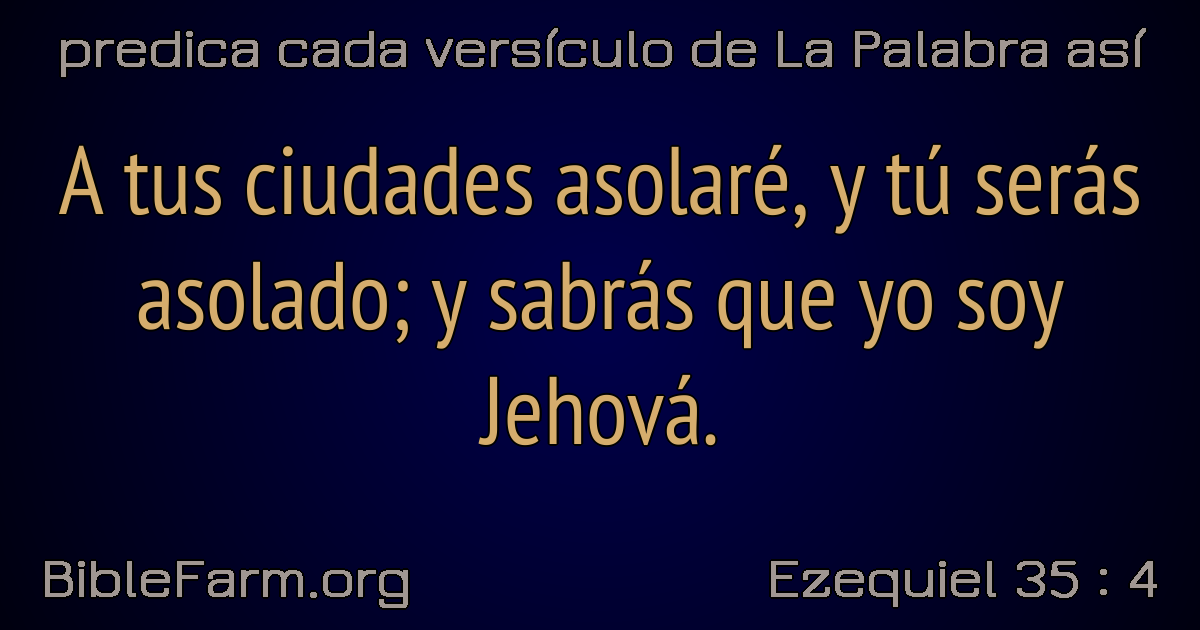 predica cada versículo de La Palabra así
A tus ciudades asolaré, y tú serás
asolado; y sabrás que yo soy
Jehová.
BibleFarm.org
Ezequiel 35 : 4